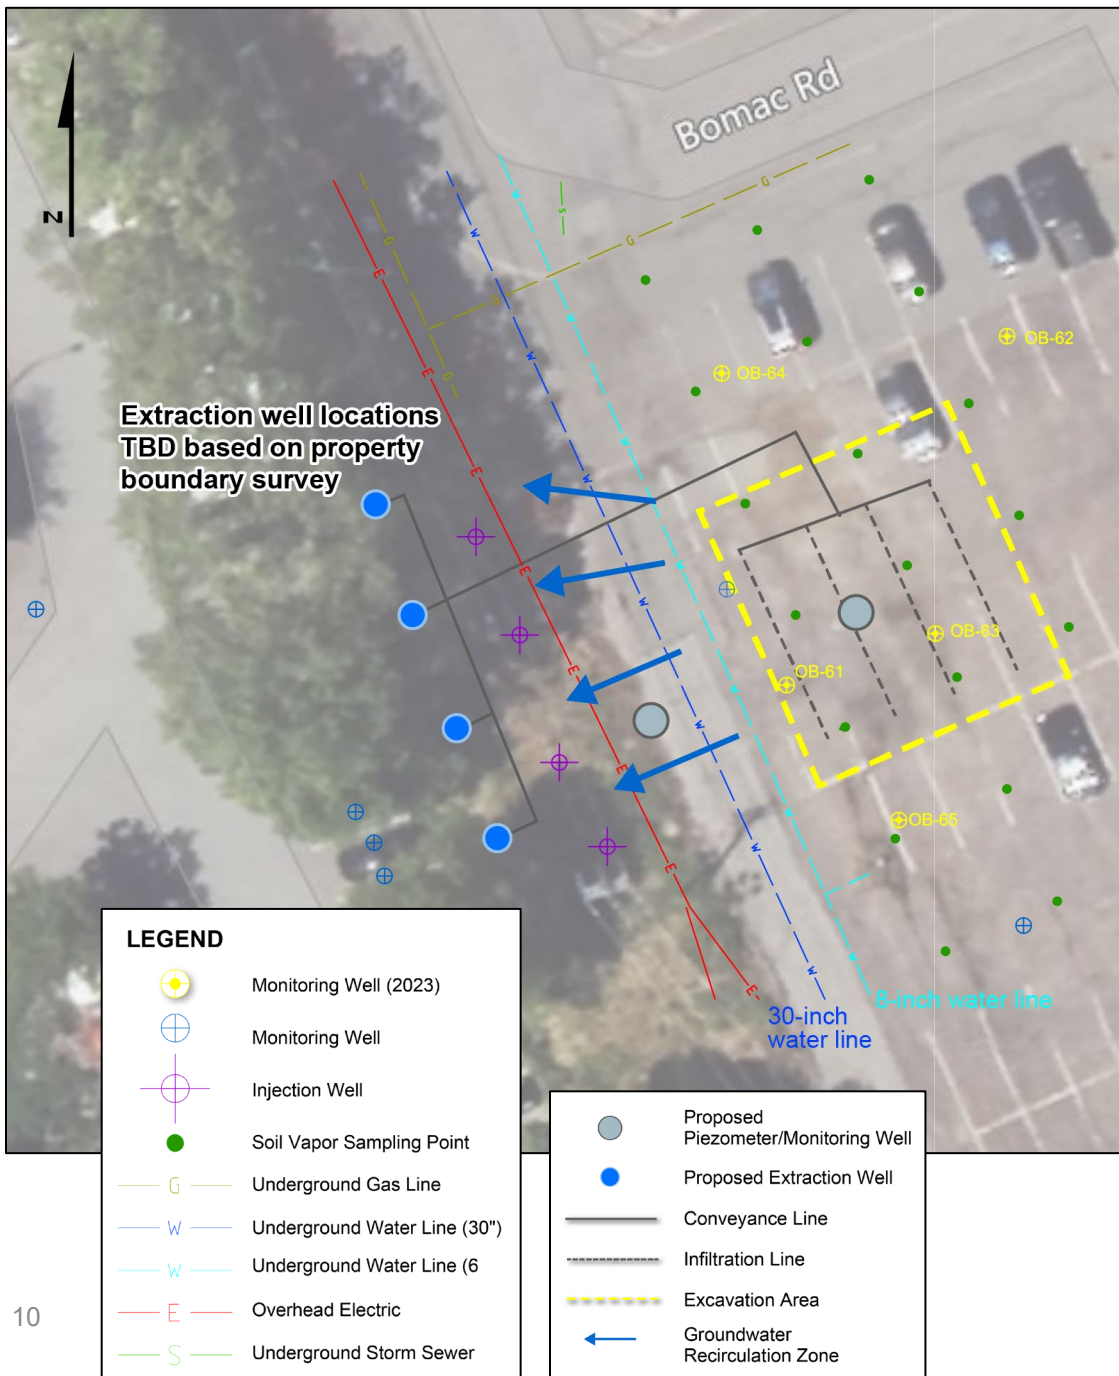 Bomac Rd
N
OB-62
OB-64
Extraction well locations
TBD based on property
boundary survey
OB-63
OB-61
OB-65
8-inch water line
30-inch
water line
LEGEND
Monitoring Well (2023)
Monitoring Well
Injection Well
Soil Vapor Sampling Point
G Underground Gas Line
W Underground Water Line (30")
W Underground Water Line (6
E Overhead Electric
S Underground Storm Sewer
Proposed
Piezometer/Monitoring Well
Proposed Extraction Well
Conveyance Line
Infiltration Line
Excavation Area
Groundwater
Recirculation Zone
10